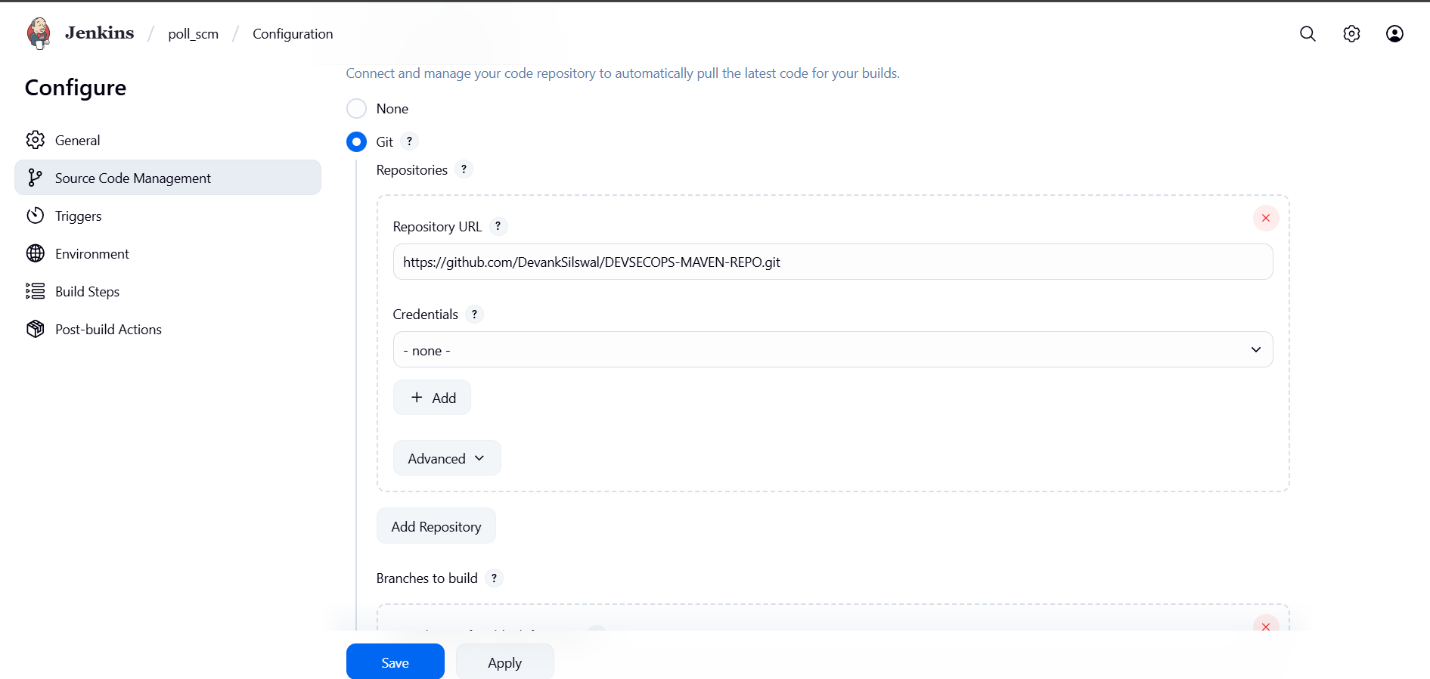 Jenkins / poll_scm / Configuration
Configure
General
Source Code Management
Triggers
Environment
Build Steps
Post-build Actions
Connect and manage your code repository to automatically pull the latest code for your builds.
None
Git ?
Repositories ?
Repository URL ?
https://github.com/DevankSilswal/DEVSECOPS-MAVEN-REPO.git
Credentials ?
- none -
+ Add
Advanced
Add Repository
Branches to build ?
Save
Apply